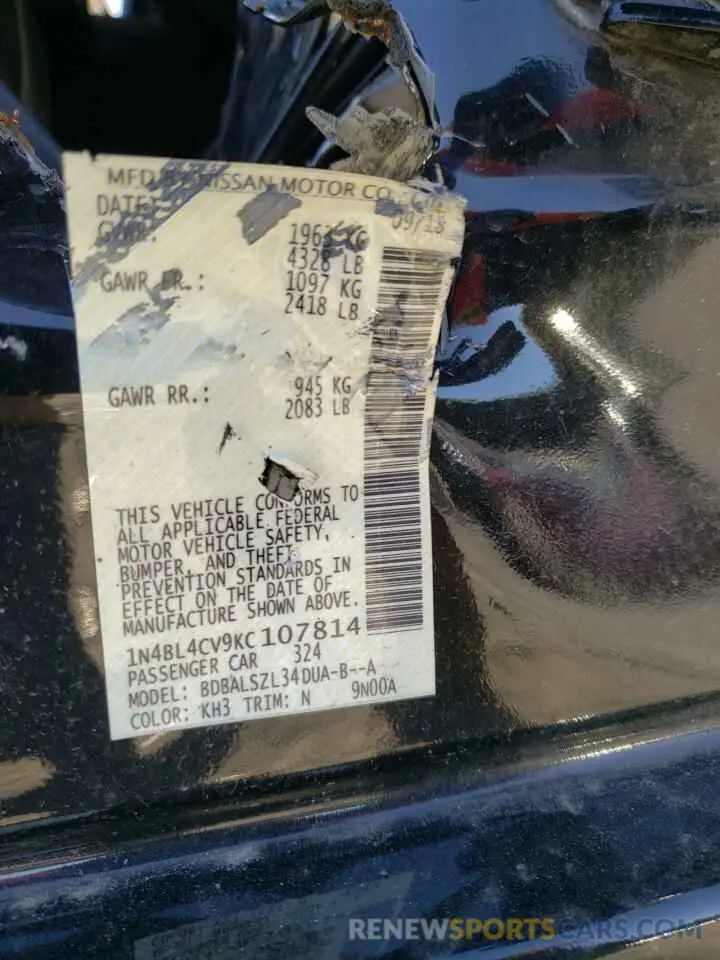 MFD BY NISSAN MOTOR CO.,
DATE: 09/18
GVWR: 1963 KG
4328 LB
GAWR FR.: 1097 KG
2418 LB
GAWR RR.: 945 KG
2083 LB
THIS VEHICLE CONFORMS TO
ALL APPLICABLE FEDERAL
MOTOR VEHICLE SAFETY,
BUMPER, AND THEFT
PREVENTION STANDARDS IN
EFFECT ON THE DATE OF
MANUFACTURE SHOWN ABOVE.
1N4BL4CV9KC107814
PASSENGER CAR 324
MODEL: BDBALSZL34DUA-B--A
COLOR: KH3 TRIM: N 9N00A
RENEWSPORTSCARS.COM